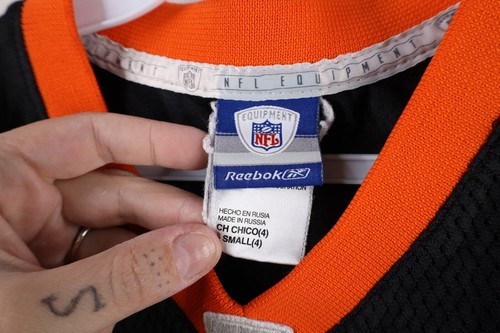 NFL EQUIPMENT
EQUIPMENT
NFL
Reebok
HECHO EN RUSIA
MADE IN RUSSIA
CH CHICO(4)
SMALL(4)
S